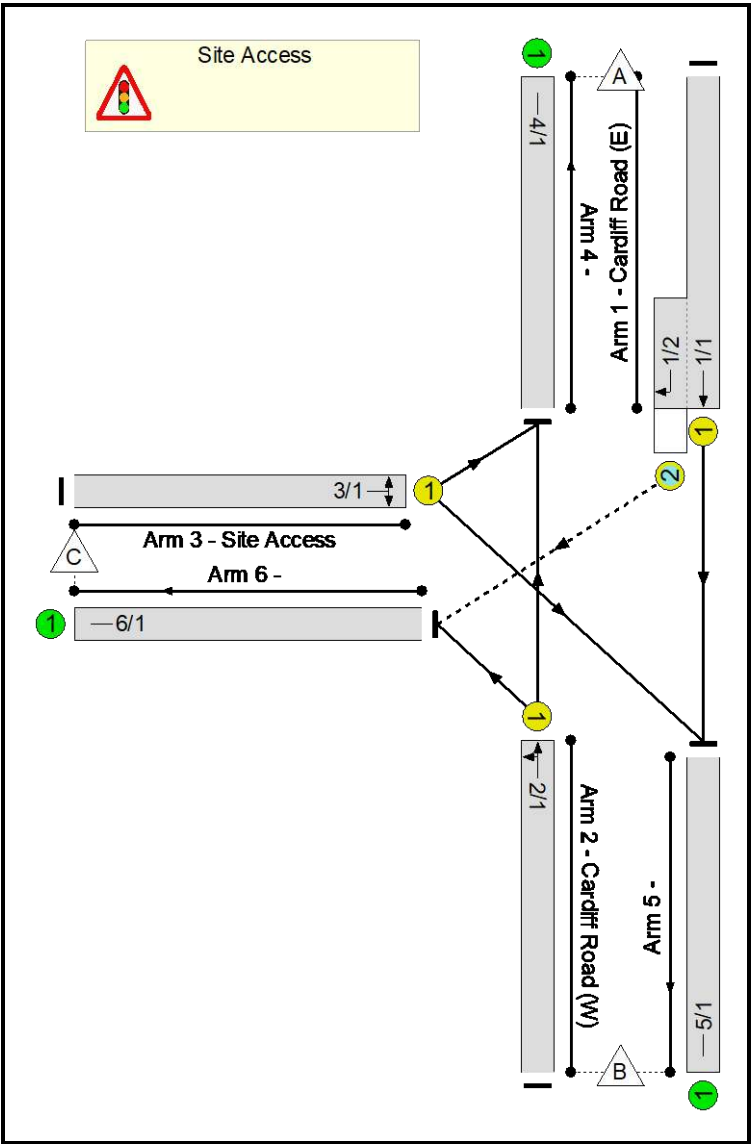 Site Access
1
A
4/1
Arm 4 -
Arm 1 - Cardiff Road (E)
1/2
1/1
1
2
3/1
1
Arm 3 - Site Access
C
Arm 6 -
1
6/1
1
2/1
Arm 2 - Cardiff Road (W)
Arm 5 -
5/1
B
1